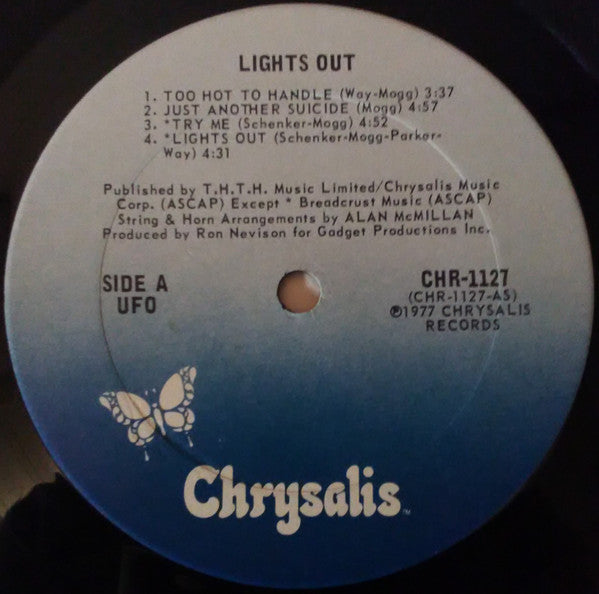 LIGHTS OUT
1. TOO HOT TO HANDLE (Way-Mogg) 3:37
2. JUST ANOTHER SUICIDE (Mogg) 4:57
3. *TRY ME (Schenker-Mogg) 4:52
4. *LIGHTS OUT (Schenker-Mogg-Parker-
Way) 4:31
Published by T.H.T.H. Music Limited/Chrysalis Music
Corp. (ASCAP) Except * Breadcrust Music (ASCAP)
String & Horn Arrangements by ALAN McMILLAN
Produced by Ron Nevison for Gadget Productions Inc.
SIDE A
UFO
CHR-1127
(CHR-1127-AS)
℗1977 CHRYSALIS
RECORDS
Chrysalis™